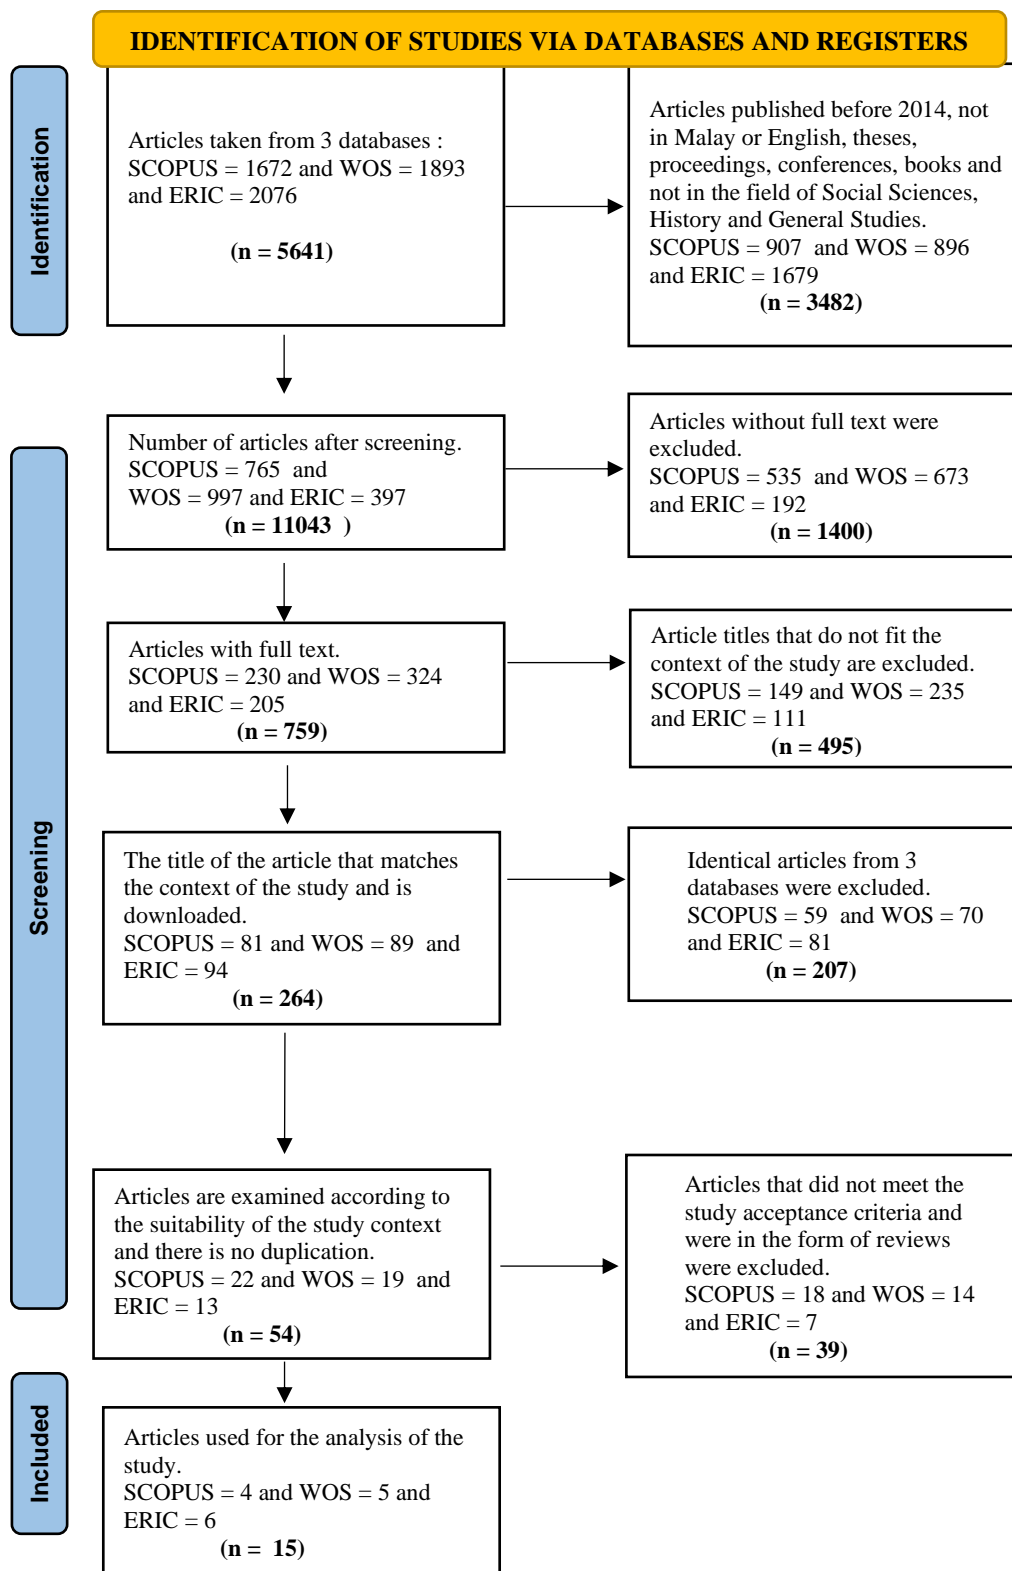 IDENTIFICATION OF STUDIES VIA DATABASES AND REGISTERS
Identification
Articles taken from 3 databases :
SCOPUS = 1672 and WOS = 1893
and ERIC = 2076
(n = 5641)
Articles published before 2014, not
in Malay or English, theses,
proceedings, conferences, books and
not in the field of Social Sciences,
History and General Studies.
SCOPUS = 907 and WOS = 896
and ERIC = 1679
(n = 3482)
Screening
Number of articles after screening.
SCOPUS = 765 and
WOS = 997 and ERIC = 397
(n = 11043 )
Articles without full text were
excluded.
SCOPUS = 535 and WOS = 673
and ERIC = 192
(n = 1400)
Articles with full text.
SCOPUS = 230 and WOS = 324
and ERIC = 205
(n = 759)
Article titles that do not fit the
context of the study are excluded.
SCOPUS = 149 and WOS = 235
and ERIC = 111
(n = 495)
The title of the article that matches
the context of the study and is
downloaded.
SCOPUS = 81 and WOS = 89 and
ERIC = 94
(n = 264)
Identical articles from 3
databases were excluded.
SCOPUS = 59 and WOS = 70
and ERIC = 81
(n = 207)
Articles are examined according to
the suitability of the study context
and there is no duplication.
SCOPUS = 22 and WOS = 19 and
ERIC = 13
(n = 54)
Articles that did not meet the
study acceptance criteria and
were in the form of reviews
were excluded.
SCOPUS = 18 and WOS = 14
and ERIC = 7
(n = 39)
Included
Articles used for the analysis of the
study.
SCOPUS = 4 and WOS = 5 and
ERIC = 6
(n = 15)